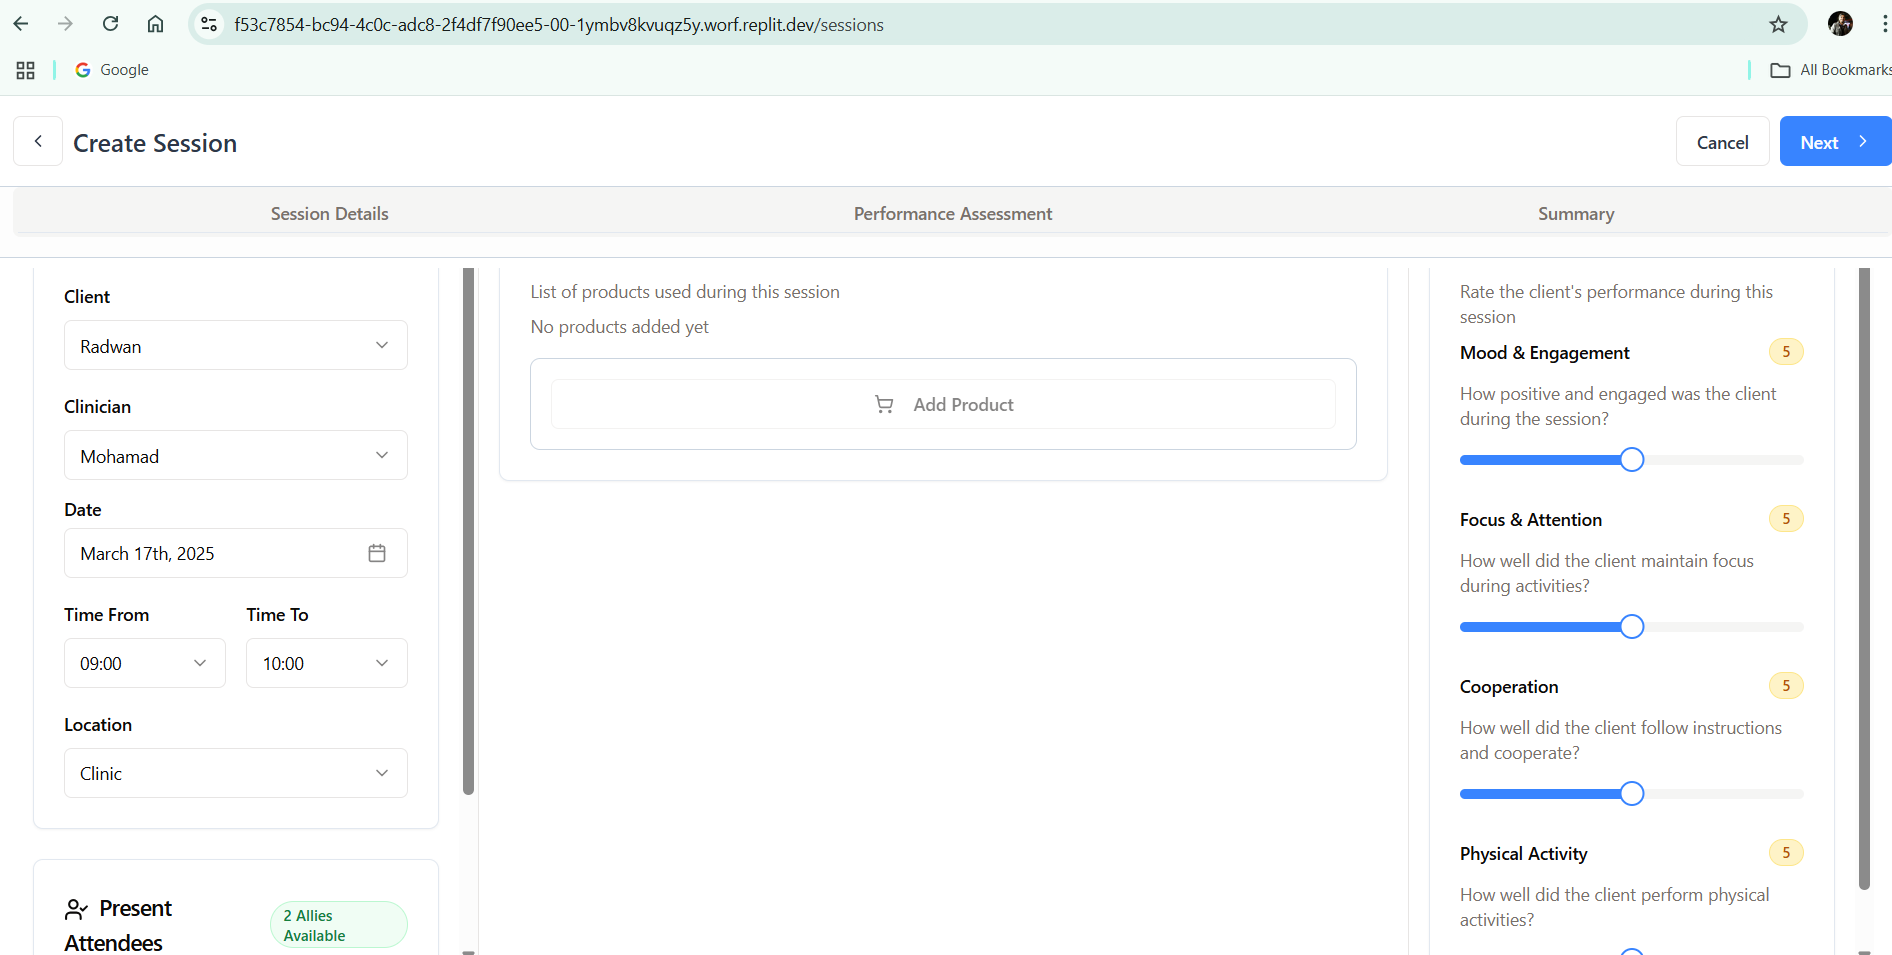 f53c7854-bc94-4c0c-adc8-2f4df7f90ee5-00-1ymbv8kvuqz5y.worf.replit.dev/sessions
Google
All Bookmarks
Create Session
Cancel
Next
Session Details
Performance Assessment
Summary
Client
Radwan
Clinician
Mohamad
Date
March 17th, 2025
Time From
Time To
09:00
10:00
Location
Clinic
Present
Attendees
2 Allies
Available
List of products used during this session
No products added yet
Add Product
Rate the client's performance during this
session
Mood & Engagement
5
How positive and engaged was the client
during the session?
Focus & Attention
5
How well did the client maintain focus
during activities?
Cooperation
5
How well did the client follow instructions
and cooperate?
Physical Activity
5
How well did the client perform physical
activities?